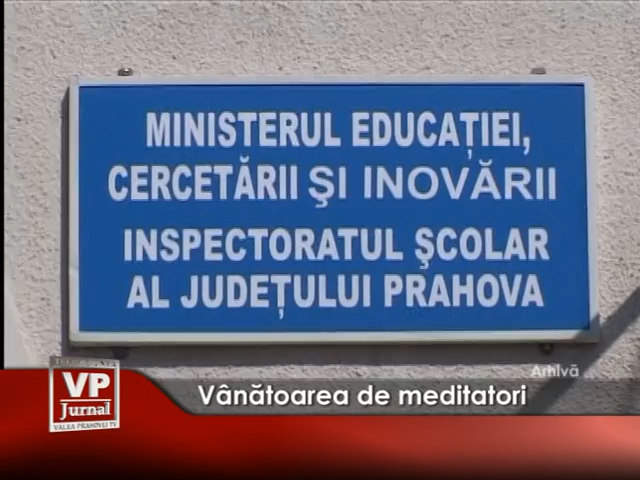 MINISTERUL EDUCAȚIEI,
CERCETĂRII ŞI INOVĂRII
INSPECTORATUL ŞCOLAR
AL JUDEȚULUI PRAHOVA
Arhivă
VP
Jurnal
VALEA PRAHOVEI TV
Vânătoarea de meditatori